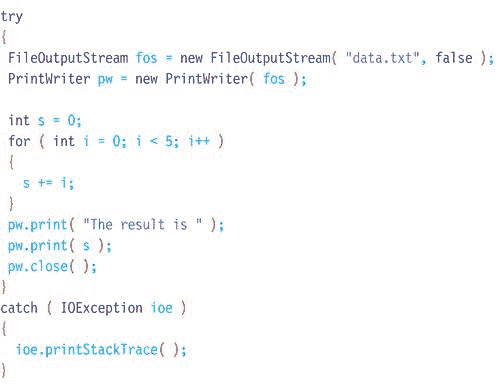 try
{
 FileOutputStream fos = new FileOutputStream( "data.txt", false );
 PrintWriter pw = new PrintWriter( fos );

 int s = 0;
 for ( int i = 0; i < 5; i++ )
 {
   s += i;
 }
 pw.print( "The result is " );
 pw.print( s );
 pw.close( );
}
catch ( IOException ioe )
{
  ioe.printStackTrace( );
}